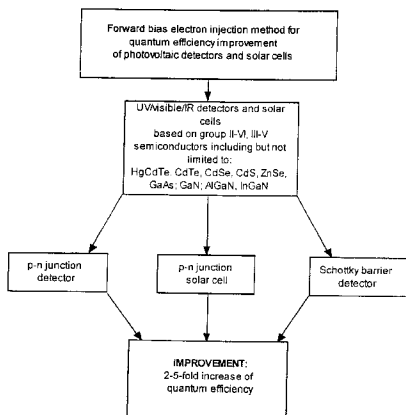 Forward bias electron injection method for
quantum efficiency improvement
of photovoltaic detectors and solar cells
UV/visible/IR detectors and solar
cells
based on group II-VI, III-V
semiconductors including but not
limited to:
HgCdTe, CdTe, CdSe, CdS, ZnSe,
GaAs; GaN; AlGaN, InGaN
p-n junction
detector
p-n junction
solar cell
Schottky barrier
detector
IMPROVEMENT:
2-5-fold increase of
quantum efficiency